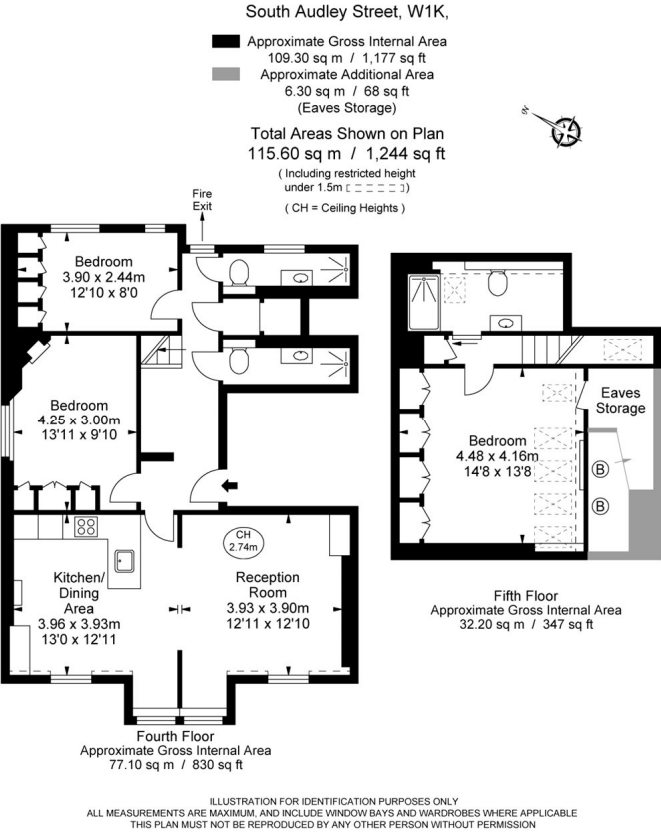 South Audley Street, W1K,
Approximate Gross Internal Area
109.30 sq m / 1,177 sq ft
Approximate Additional Area
6.30 sq m / 68 sq ft
(Eaves Storage)
Total Areas Shown on Plan
115.60 sq m / 1,244 sq ft
( Including restricted height
under 1.5m )
( CH = Ceiling Heights )
N
Fire
Exit
Bedroom
3.90 x 2.44m
12'10 x 8'0
Bedroom
4.25 x 3.00m
13'11 x 9'10
CH
2.74m
Kitchen/
Dining
Area
3.96 x 3.93m
13'0 x 12'11
Reception
Room
3.93 x 3.90m
12'11 x 12'10
Fourth Floor
Approximate Gross Internal Area
77.10 sq m / 830 sq ft
Eaves
Storage
Bedroom
4.48 x 4.16m
14'8 x 13'8
B
B
Fifth Floor
Approximate Gross Internal Area
32.20 sq m / 347 sq ft
ILLUSTRATION FOR IDENTIFICATION PURPOSES ONLY
ALL MEASUREMENTS ARE MAXIMUM, AND INCLUDE WINDOW BAYS AND WARDROBES WHERE APPLICABLE
THIS PLAN MUST NOT BE REPRODUCED BY ANY OTHER PERSON WITHOUT PERMISSION